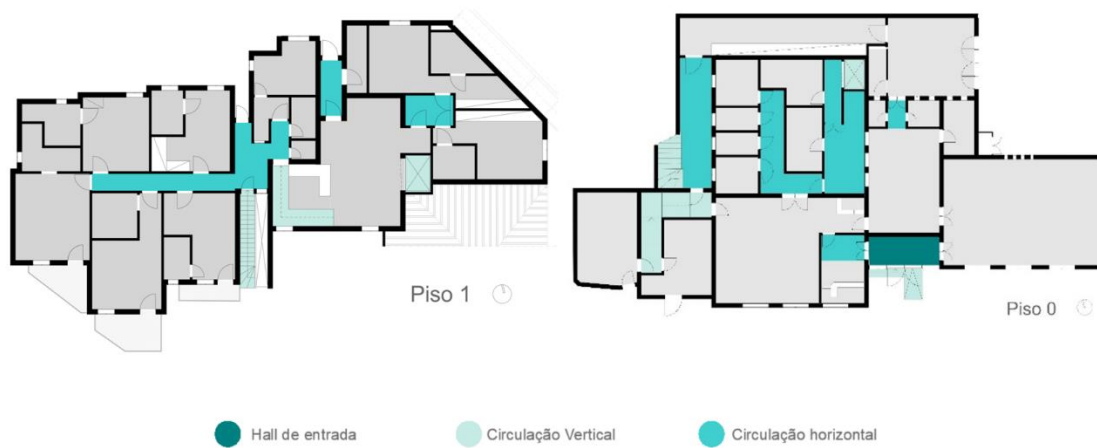 Piso 1
Piso 0
Hall de entrada
Circulação Vertical
Circulação horizontal